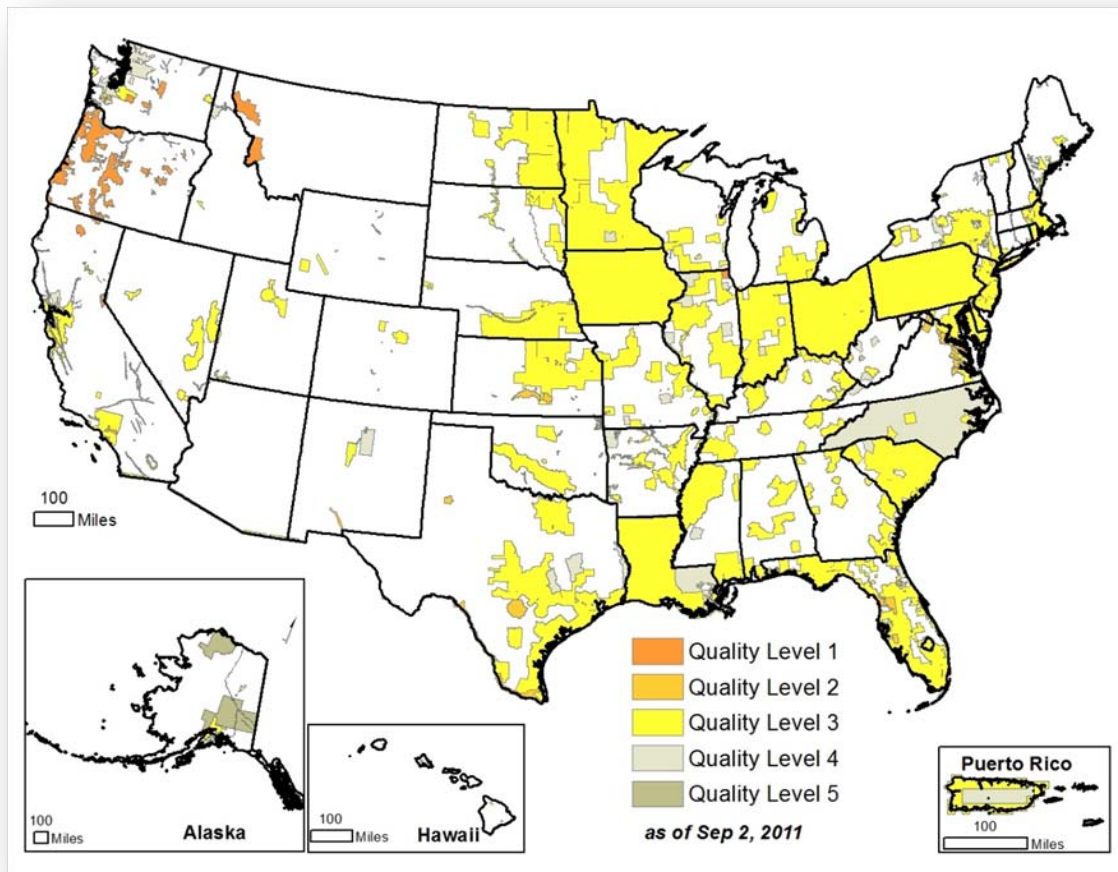 100
Miles
Quality Level 1
Quality Level 2
Quality Level 3
Quality Level 4
Quality Level 5
as of Sep 2, 2011
100
Miles
Alaska
100
Miles
Hawaii
Puerto Rico
100
Miles